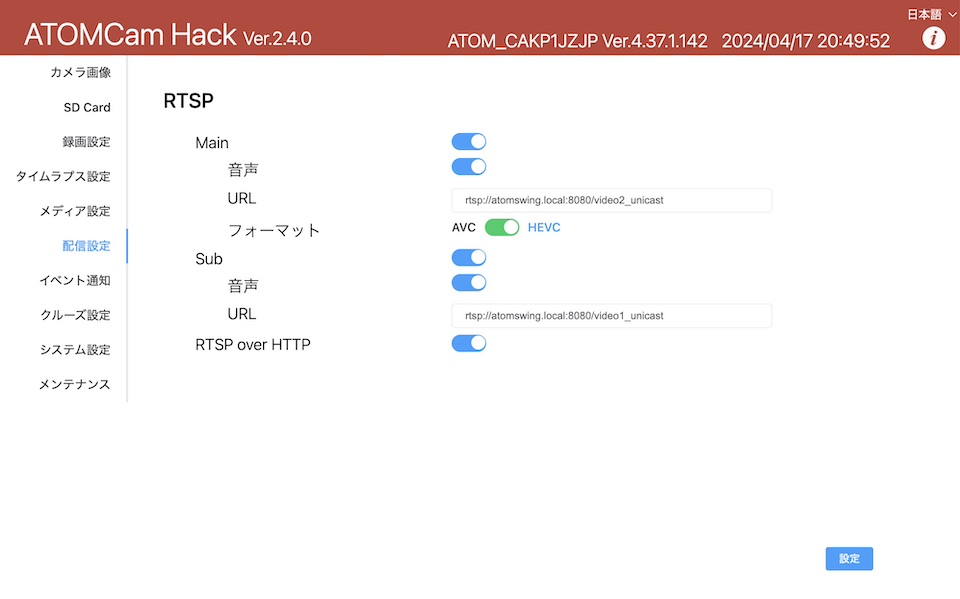 日本語
ATOMCam Hack Ver.2.4.0
ATOM_CAKP1JZJP Ver.4.37.1.142 2024/04/17 20:49:52
カメラ画像
SD Card
録画設定
タイムラプス設定
メディア設定
配信設定
イベント通知
クルーズ設定
システム設定
メンテナンス
RTSP
Main
音声
URL rtsp://atomswing.local:8080/video2_unicast
フォーマット AVC HEVC
Sub
音声
URL rtsp://atomswing.local:8080/video1_unicast
RTSP over HTTP
設定